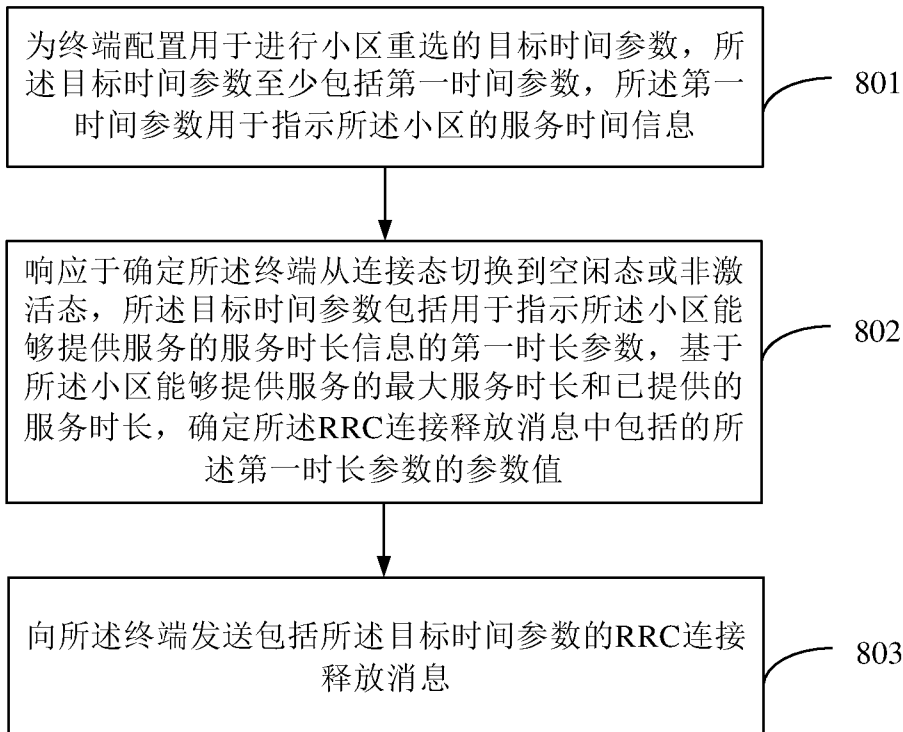 为终端配置用于进行小区重选的目标时间参数，所
述目标时间参数至少包括第一时间参数，所述第一
时间参数用于指示所述小区的服务时间信息
801
响应于确定所述终端从连接态切换到空闲态或非激
活态，所述目标时间参数包括用于指示所述小区能
够提供服务的服务时长信息的第一时长参数，基于
所述小区能够提供服务的最大服务时长和已提供的
服务时长，确定所述RRC连接释放消息中包括的所
述第一时长参数的参数值
802
向所述终端发送包括所述目标时间参数的RRC连接
释放消息
803